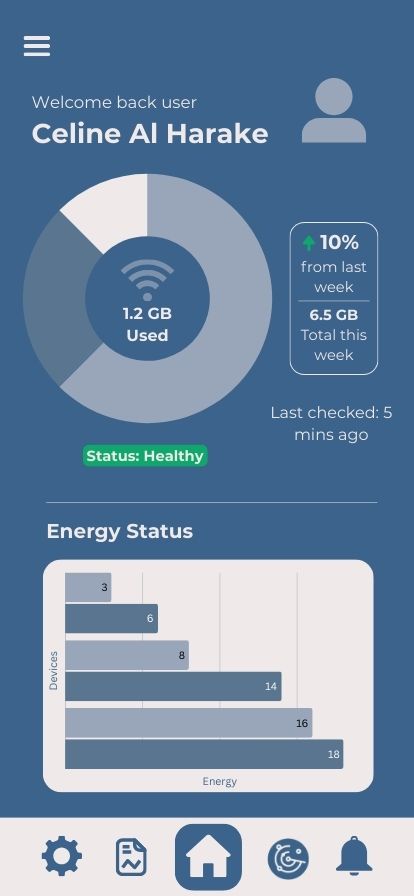 Welcome back user
Celine Al Harake
10%
from last
week
1.2 GB
Used
6.5 GB
Total this
week
Last checked: 5
mins ago
Status: Healthy
Energy Status
3
6
8
14
16
18
Devices
Energy